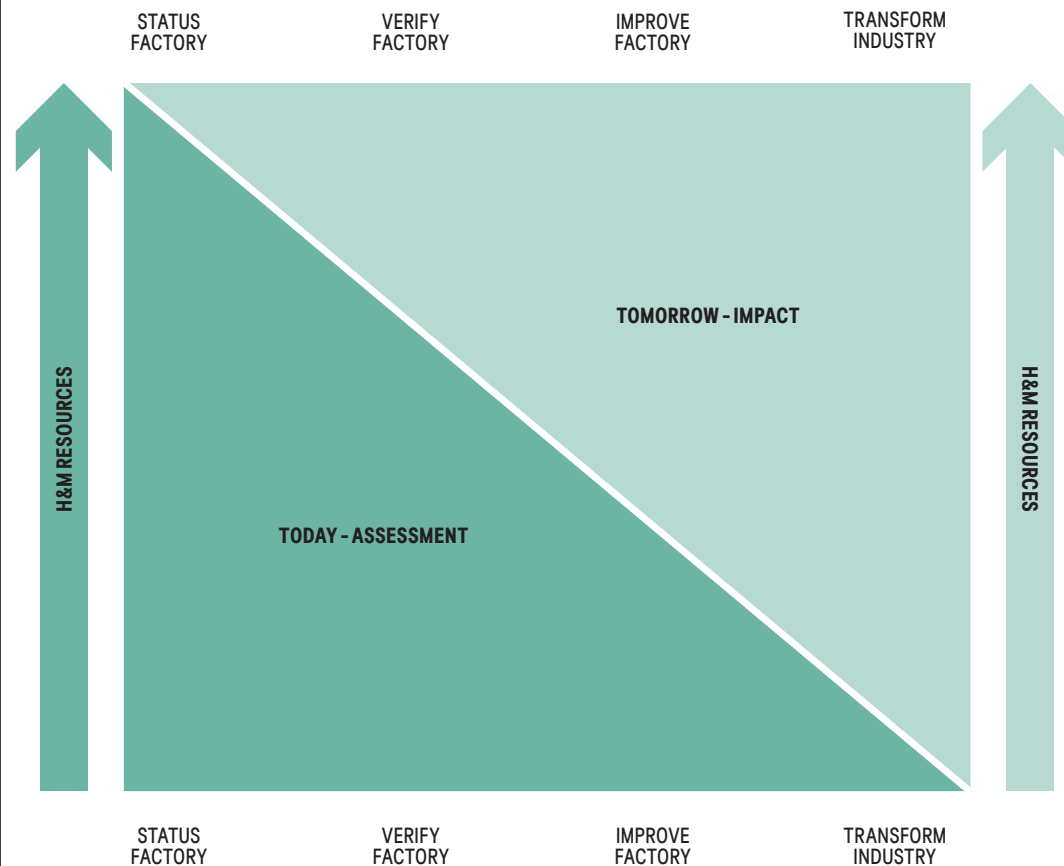 STATUS
FACTORY
VERIFY
FACTORY
IMPROVE
FACTORY
TRANSFORM
INDUSTRY
H&M RESOURCES
TOMORROW - IMPACT
TODAY - ASSESSMENT
H&M RESOURCES
STATUS
FACTORY
VERIFY
FACTORY
IMPROVE
FACTORY
TRANSFORM
INDUSTRY